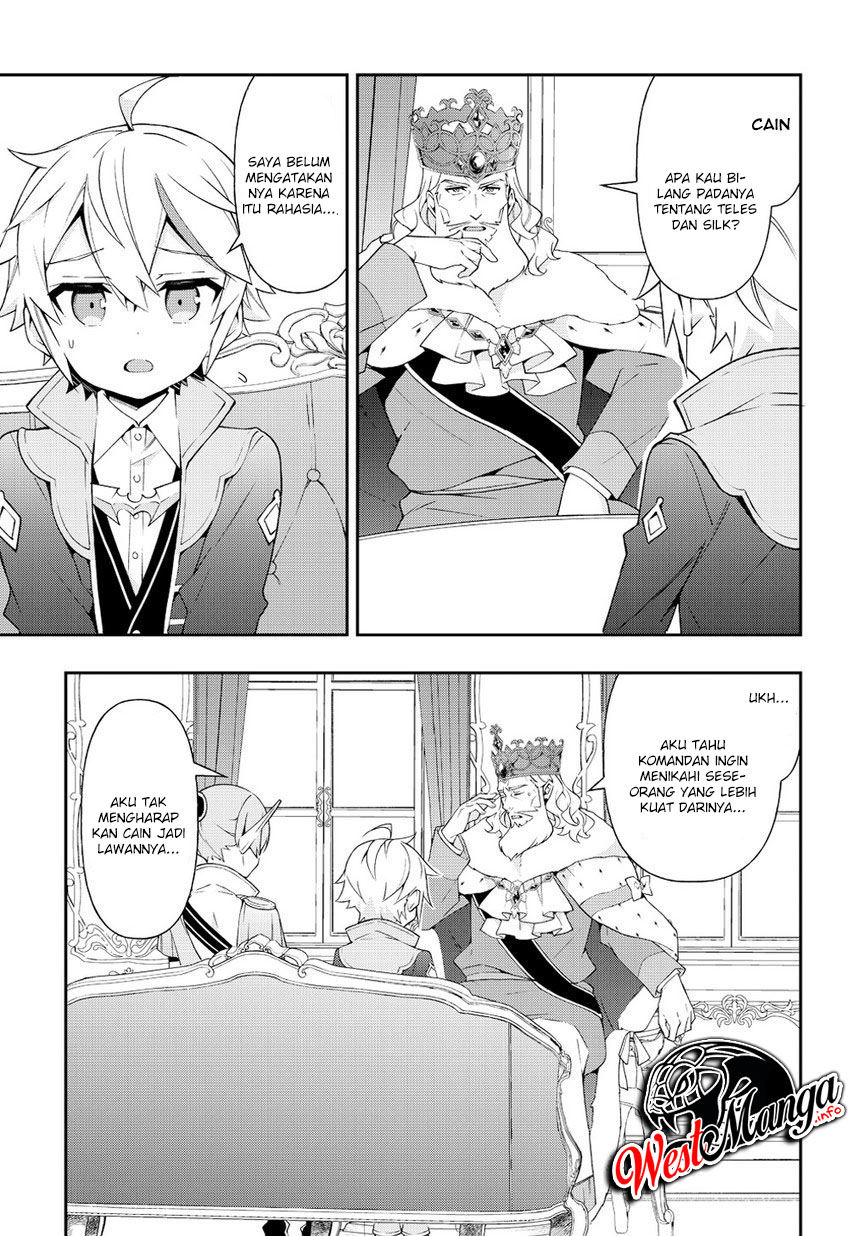 CAIN
APA KAU BI-
LANG PADANYA
TENTANG TELES
DAN SILK?
SAYA BELUM
MENGATAKAN
NYA KARENA
ITU RAHASIA....
UKH...
AKU TAHU
KOMANDAN INGIN
MENIKAHI SESE-
ORANG YANG LEBIH
KUAT DARINYA...
AKU TAK
MENGHARAP
KAN CAIN JADI
LAWANNYA...
WestManga
.info